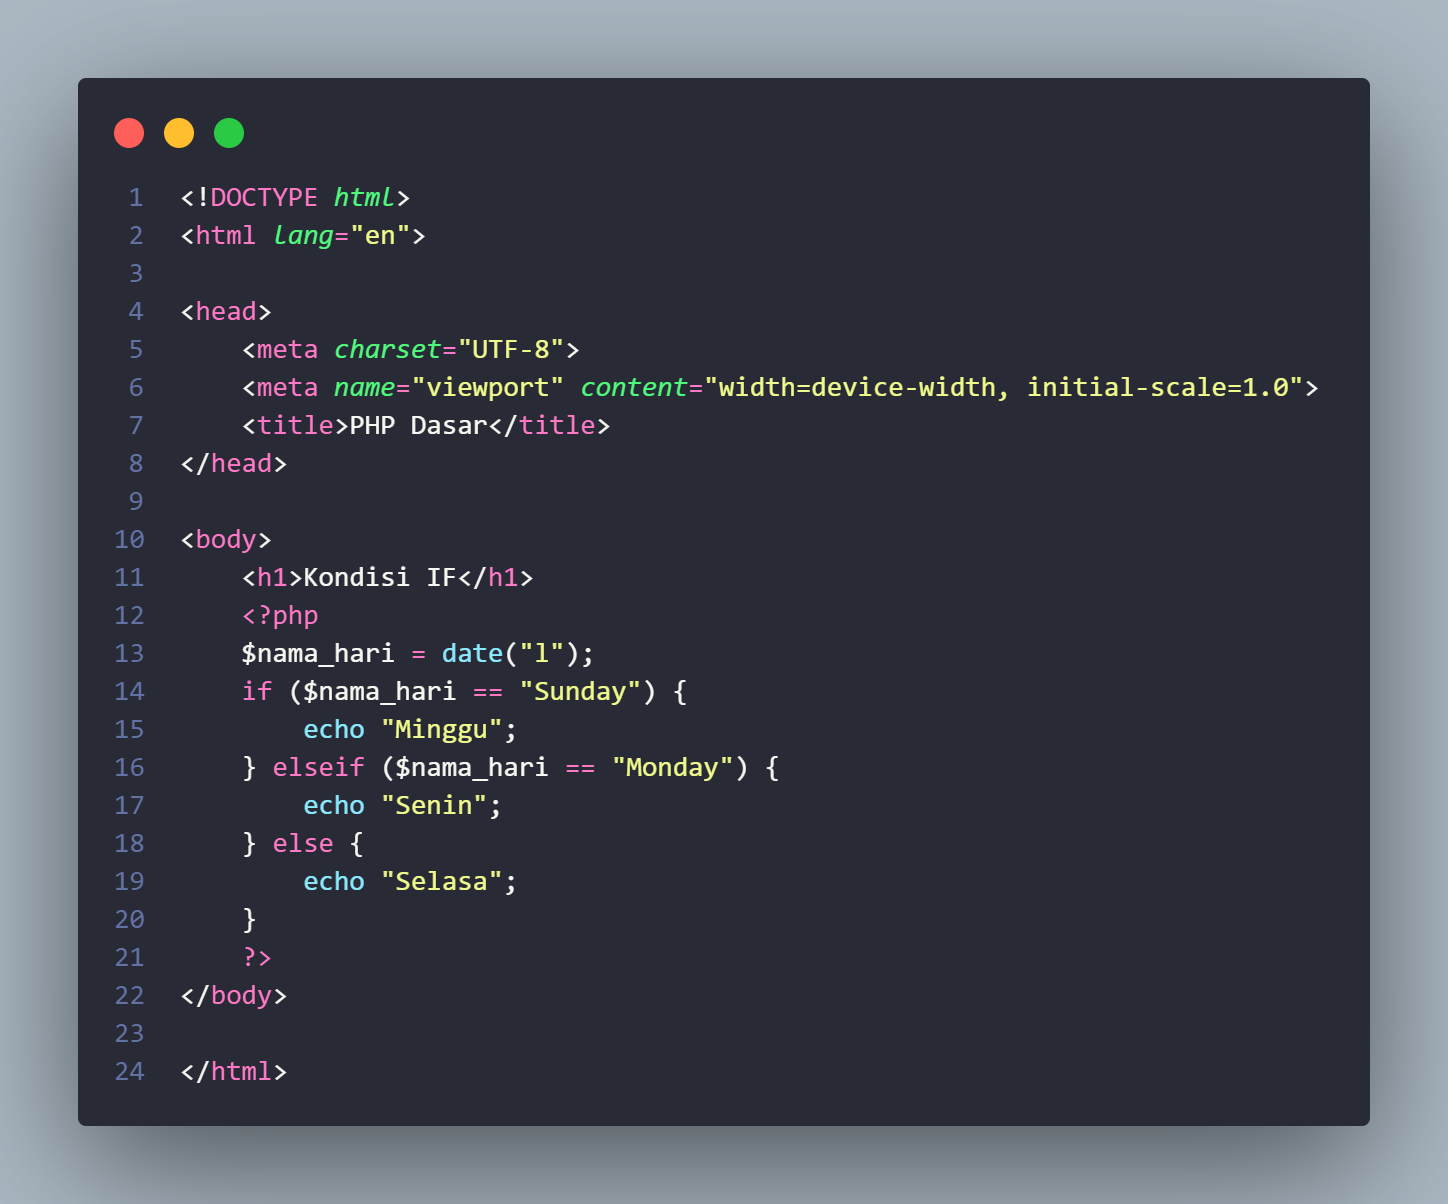 1 <!DOCTYPE html>
2 <html lang="en">
3
4 <head>
5     <meta charset="UTF-8">
6     <meta name="viewport" content="width=device-width, initial-scale=1.0">
7     <title>PHP Dasar</title>
8 </head>
9
10 <body>
11     <h1>Kondisi IF</h1>
12     <?php
13     $nama_hari = date("l");
14     if ($nama_hari == "Sunday") {
15         echo "Minggu";
16     } elseif ($nama_hari == "Monday") {
17         echo "Senin";
18     } else {
19         echo "Selasa";
20     }
21     ?>
22 </body>
23
24 </html>